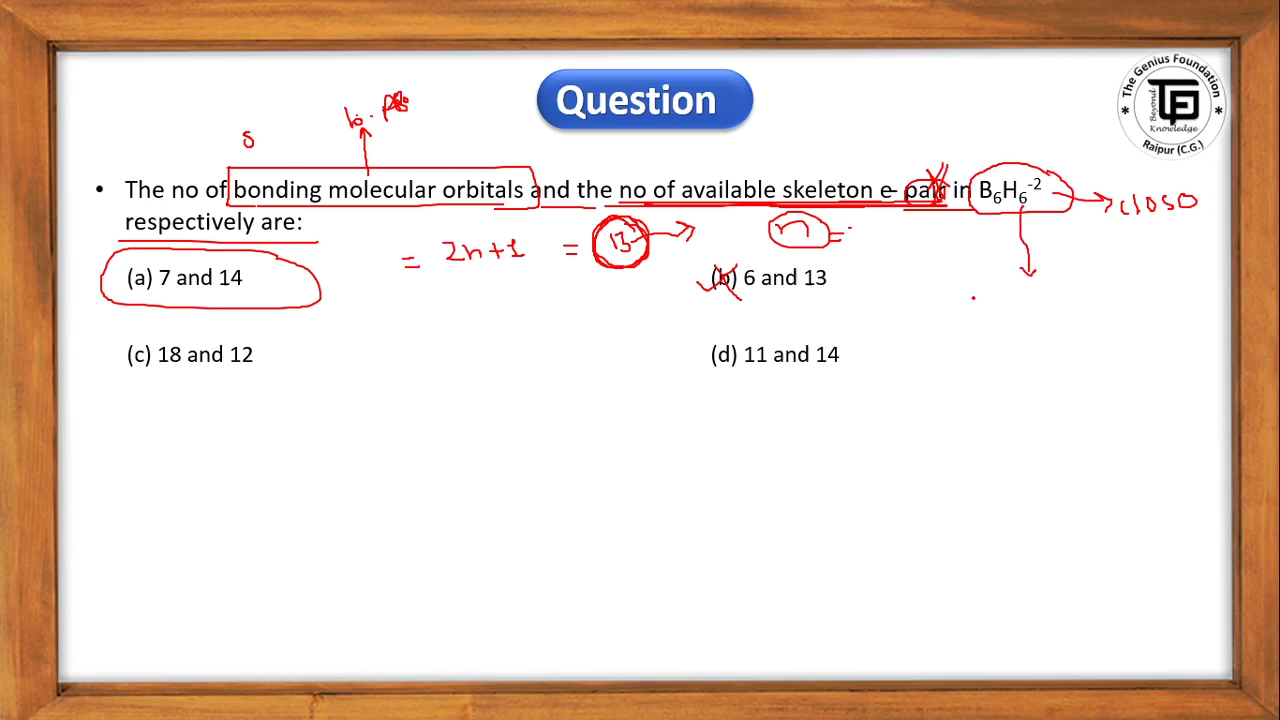 The Genius Foundation
Beyond
Knowledge
Raipur (C.G.)
Question
• The no of bonding molecular orbitals and the no of available skeleton e- pair in B₆H₆⁻² → closo
respectively are:
= 2n+1 = 13 → n =
(a) 7 and 14
(b) 6 and 13
(c) 18 and 12
(d) 11 and 14